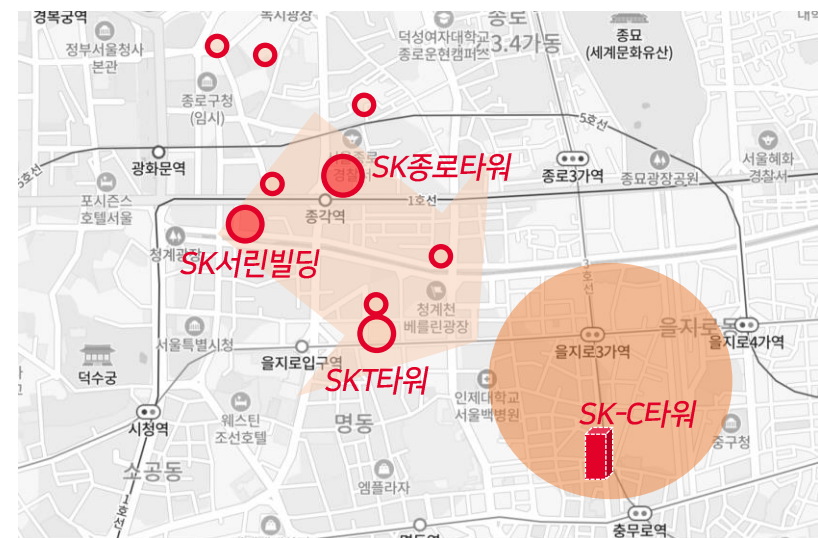 경복궁역
정부서울청사
본관
종로구청
(임시)
덕성여자대학교
종로운현캠퍼스
종로
3.4가동
종묘
(세계문화유산)
5호선
5호선
광화문역
SK종로타워
종로3가역
종묘광장공원
서울혜화
경찰서
포시즌스
호텔서울
종각역
1호선
청계광장
SK서린빌딩
3호선
청계천
베를린광장
서울특별시청
을지로입구역
을지로3가역
을지로동
을지로4가역
덕수궁
SKT타워
인제대학교
서울백병원
SK-C타워
중구청
시청역
웨스틴
조선호텔
명동
소공동
엠플라자
1호선
충무로역